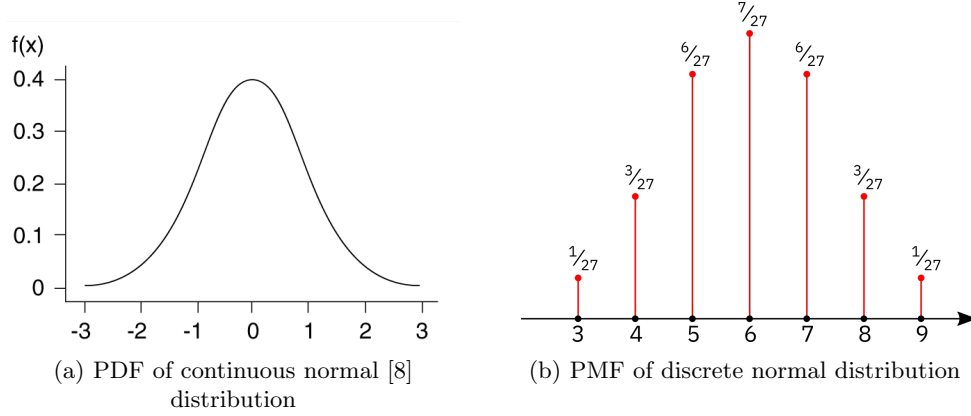 f(x)
0.4
0.3
0.2
0.1
0
-3 -2 -1 0 1 2 3
(a) PDF of continuous normal [8]
distribution
7/27
6/27 6/27
3/27 3/27
1/27 1/27
3 4 5 6 7 8 9
(b) PMF of discrete normal distribution